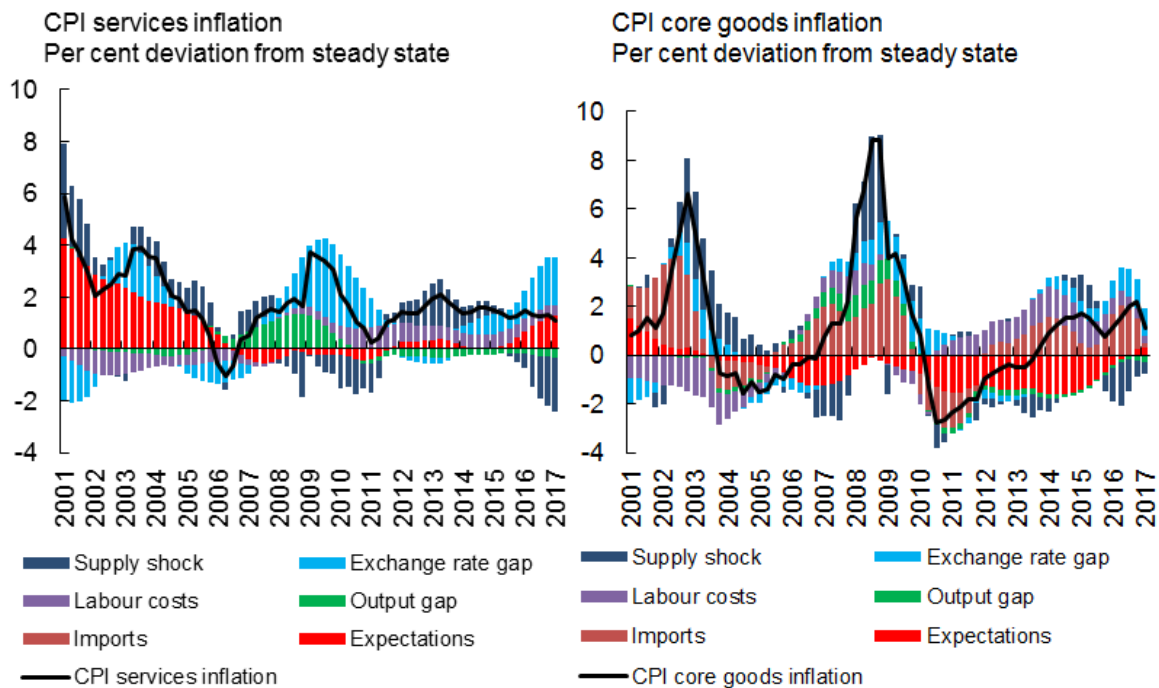 CPI services inflation
Per cent deviation from steady state
10
8
6
4
2
0
-2
-4
2001
2002
2003
2004
2005
2006
2007
2008
2009
2010
2011
2012
2013
2014
2015
2016
2017
Supply shock
Exchange rate gap
Labour costs
Output gap
Imports
Expectations
CPI services inflation
CPI core goods inflation
Per cent deviation from steady state
10
8
6
4
2
0
-2
-4
2001
2002
2003
2004
2005
2006
2007
2008
2009
2010
2011
2012
2013
2014
2015
2016
2017
Supply shock
Exchange rate gap
Labour costs
Output gap
Imports
Expectations
CPI core goods inflation